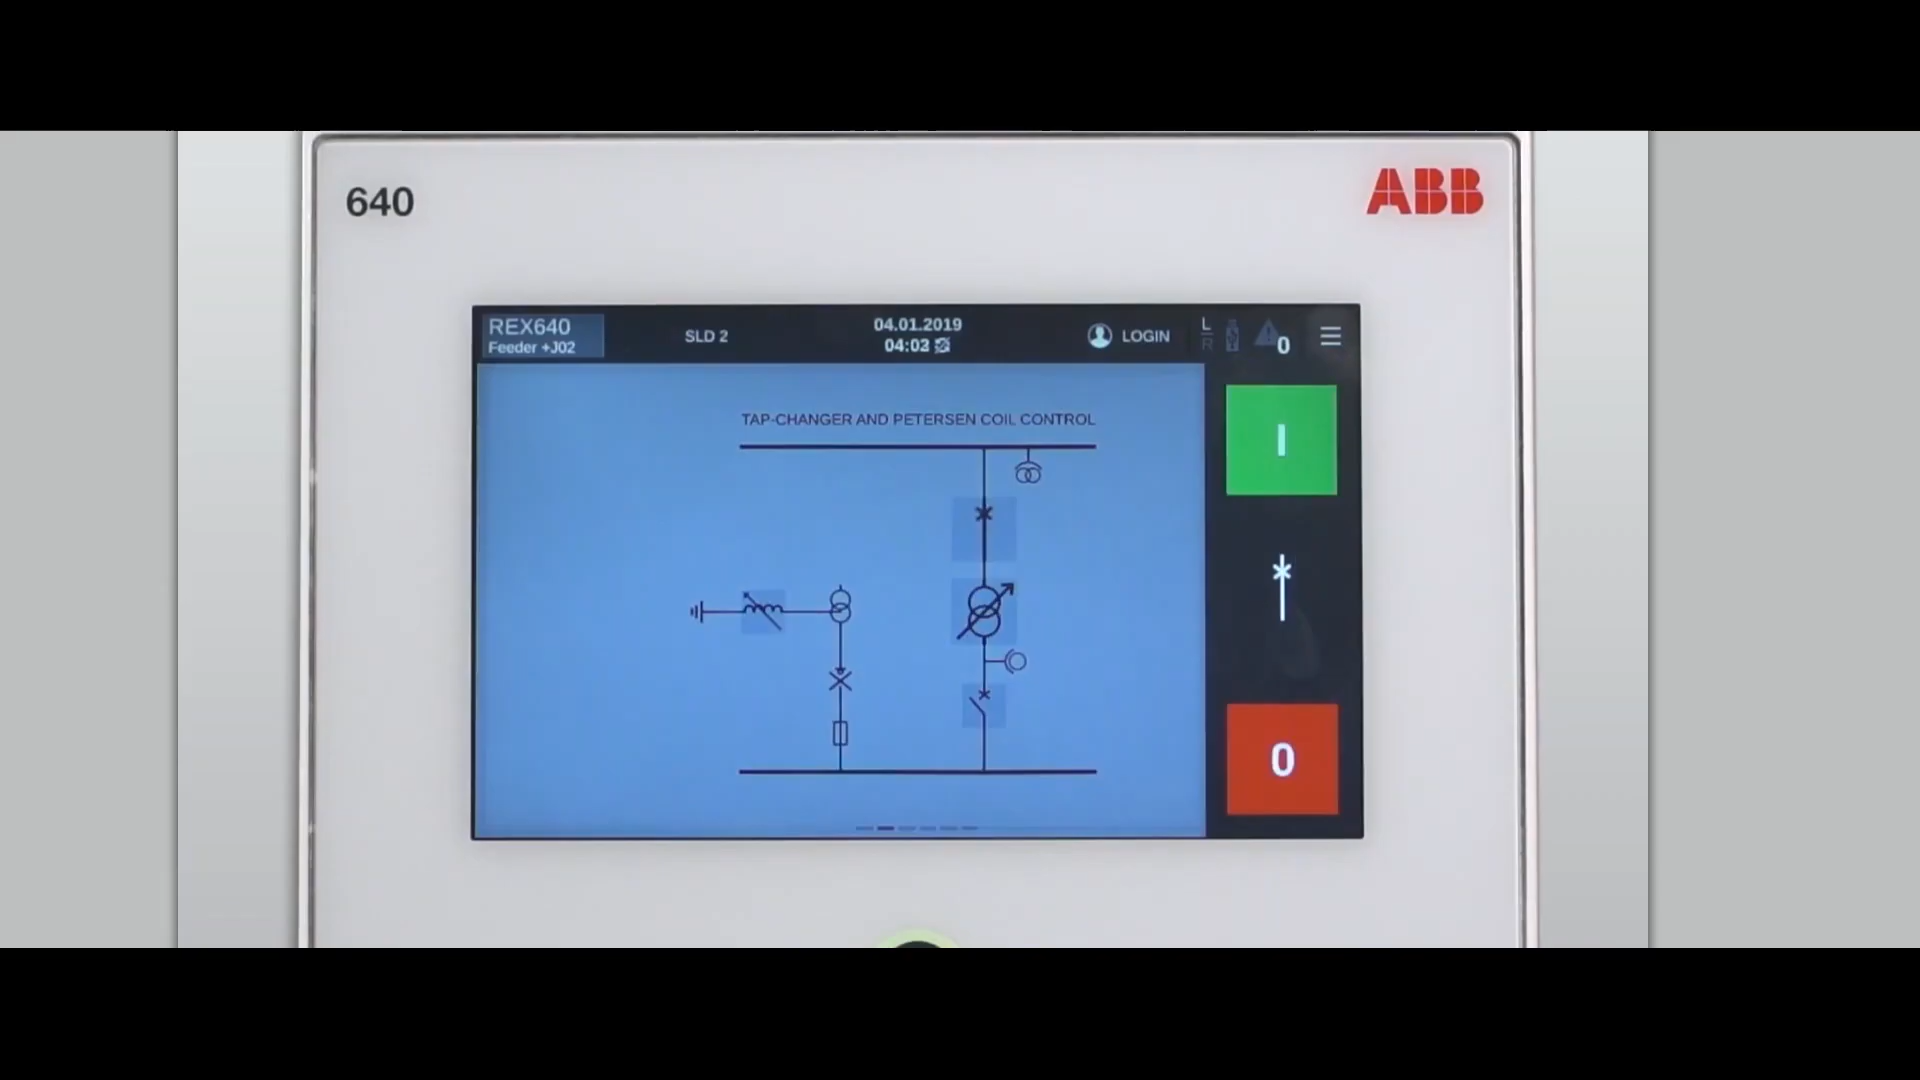 640
ABB
REX640
Feeder +J02
SLD 2
04.01.2019
04:02
LOGIN
L
R
0
TAP-CHANGER AND PETERSEN COIL CONTROL
I
0